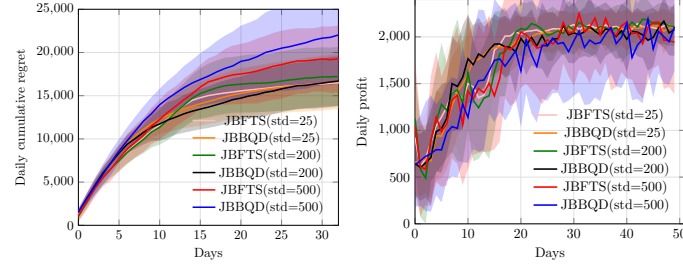 25,000
20,000
15,000
10,000
5,000
0
Daily cumulative regret
JBFTS(std=25)
JBBQD(std=25)
JBFTS(std=200)
JBBQD(std=200)
JBFTS(std=500)
JBBQD(std=500)
0 5 10 15 20 25 30
Days
2,000
1,500
1,000
500
0
Daily profit
JBFTS(std=25)
JBBQD(std=25)
JBFTS(std=200)
JBBQD(std=200)
JBFTS(std=500)
JBBQD(std=500)
0 10 20 30 40 50
Days